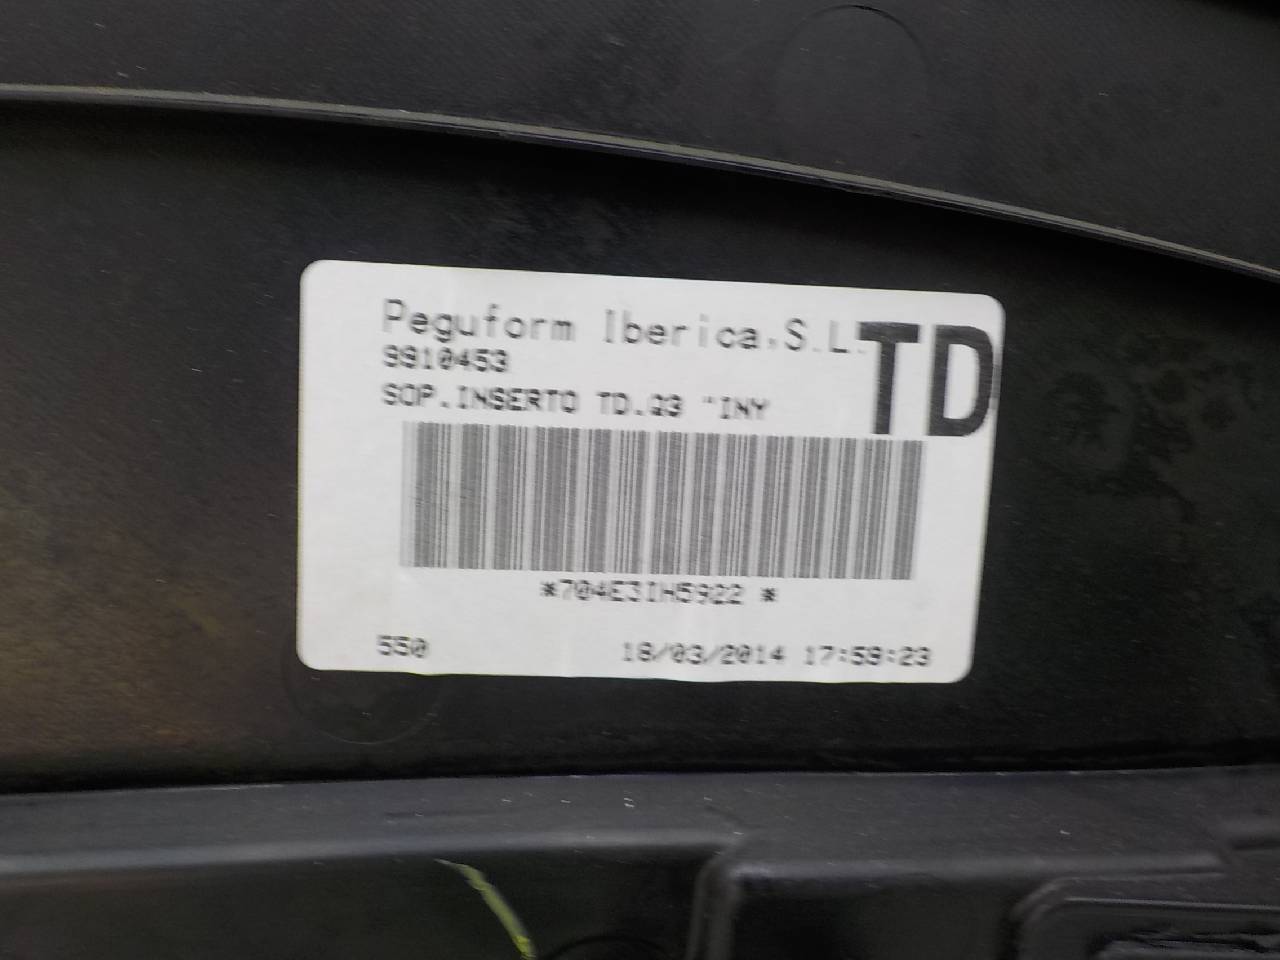 Peguform Iberica,S.L.
TD
9910453
SOP.INSERTO TD.Q3 "INY
*704E3IH5922 *
550
18/03/2014 17:59:23